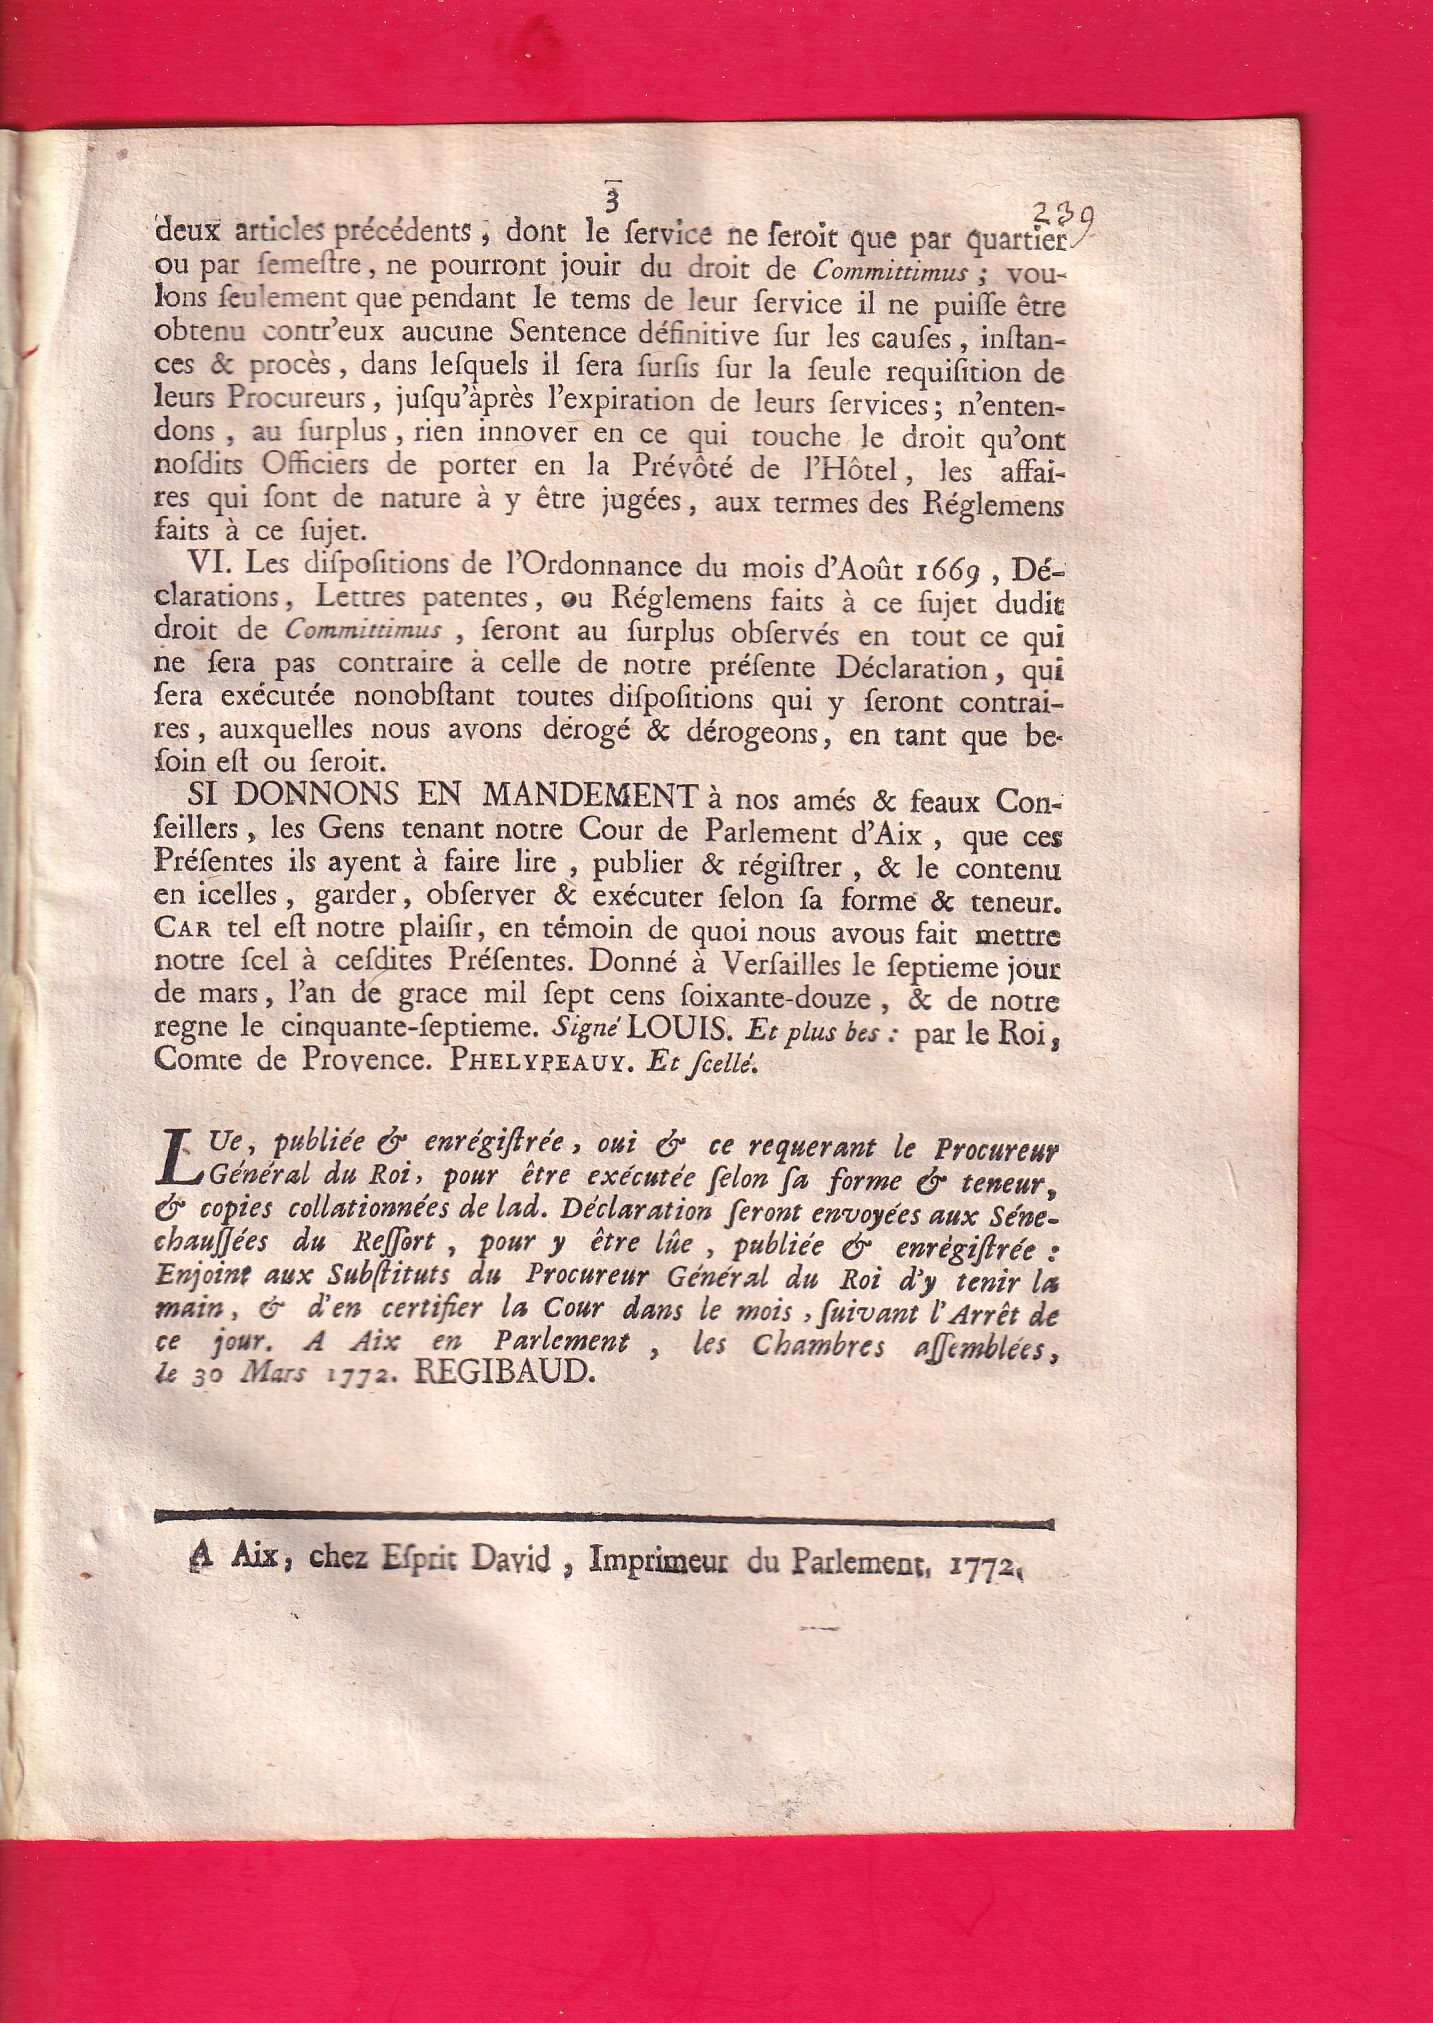 3
239
deux articles précédents, dont le ſervice ne ſeroit que par quartier
ou par ſemeſtre, ne pourront jouir du droit de Committimus ; vou-
lons ſeulement que pendant le tems de leur ſervice il ne puiſſe être
obtenu contr'eux aucune Sentence définitive ſur les cauſes, inſtan-
ces & procès, dans leſquels il ſera ſurſis ſur la ſeule requiſition de
leurs Procureurs, juſqu'àprès l'expiration de leurs ſervices; n'enten-
dons, au ſurplus, rien innover en ce qui touche le droit qu'ont
noſdits Officiers de porter en la Prévôté de l'Hôtel, les affai-
res qui ſont de nature à y être jugées, aux termes des Réglemens
faits à ce ſujet.
VI. Les diſpoſitions de l'Ordonnance du mois d'Août 1669, Dé-
clarations, Lettres patentes, ou Réglemens faits à ce ſujet dudit
droit de Committimus, ſeront au ſurplus obſervés en tout ce qui
ne ſera pas contraire à celle de notre préſente Déclaration, qui
ſera exécutée nonobſtant toutes diſpoſitions qui y ſeront contrai-
res, auxquelles nous avons dérogé & dérogeons, en tant que be-
ſoin eſt ou ſeroit.
SI DONNONS EN MANDEMENT à nos amés & feaux Con-
ſeillers, les Gens tenant notre Cour de Parlement d'Aix, que ces
Préſentes ils ayent à faire lire, publier & régiſtrer, & le contenu
en icelles, garder, obſerver & exécuter ſelon ſa forme & teneur.
CAR tel eſt notre plaiſir, en témoin de quoi nous avous fait mettre
notre ſcel à ceſdites Préſentes. Donné à Verſailles le ſeptieme jour
de mars, l'an de grace mil ſept cens ſoixante-douze, & de notre
regne le cinquante-ſeptieme. Signé LOUIS. Et plus bes : par le Roi,
Comte de Provence. PHELYPEAUY. Et ſcellé.
LUe, publiée & enrégiſtrée, oui & ce requerant le Procureur
Général du Roi, pour être exécutée ſelon ſa forme & teneur,
& copies collationnées de lad. Déclaration ſeront envoyées aux Séne-
chauſſées du Reſſort, pour y être lûe, publiée & enrégiſtrée :
Enjoint aux Subſtituts du Procureur Général du Roi d'y tenir la
main, & d'en certifier la Cour dans le mois, ſuivant l'Arrêt de
ce jour. A Aix en Parlement, les Chambres aſſemblées,
le 30 Mars 1772. REGIBAUD.
A Aix, chez Eſprit David, Imprimeur du Parlement, 1772.